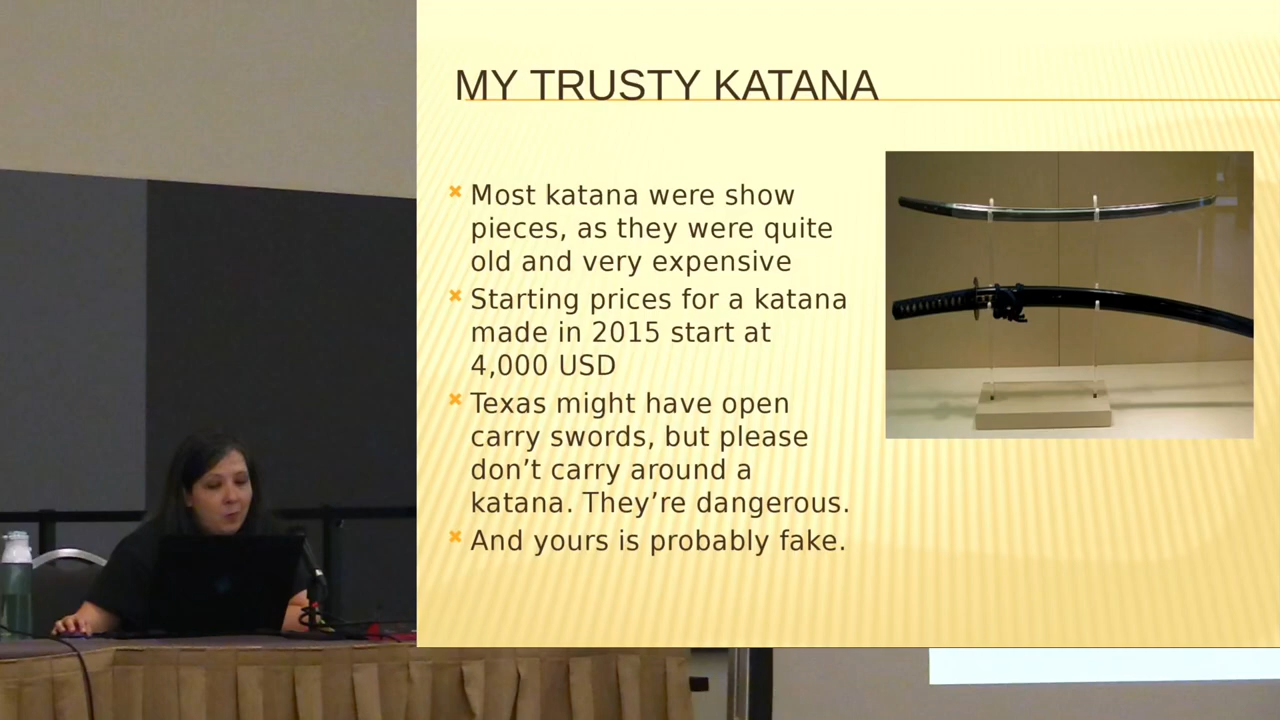 MY TRUSTY KATANA
Most katana were show
pieces, as they were quite
old and very expensive
Starting prices for a katana
made in 2015 start at
4,000 USD
Texas might have open
carry swords, but please
don’t carry around a
katana. They’re dangerous.
And yours is probably fake.